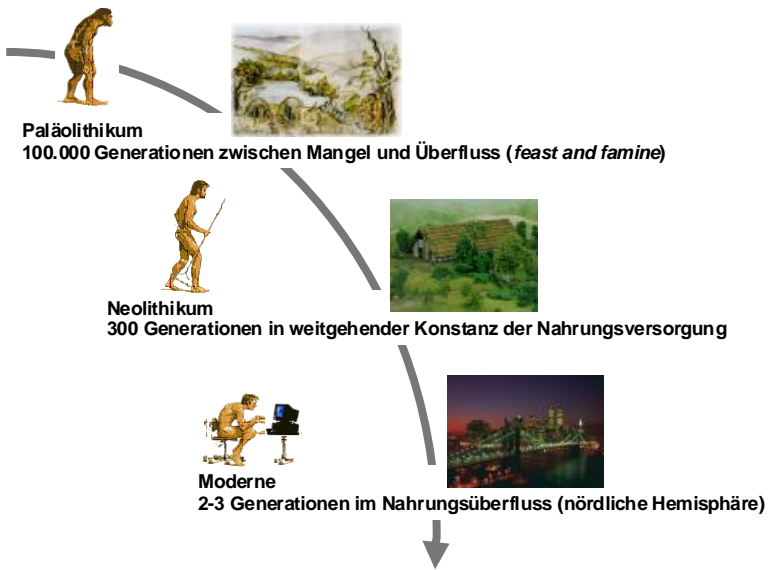 Paläolithikum
100.000 Generationen zwischen Mangel und Überfluss (feast and famine)
Neolithikum
300 Generationen in weitgehender Konstanz der Nahrungsversorgung
Moderne
2-3 Generationen im Nahrungsüberfluss (nördliche Hemisphäre)